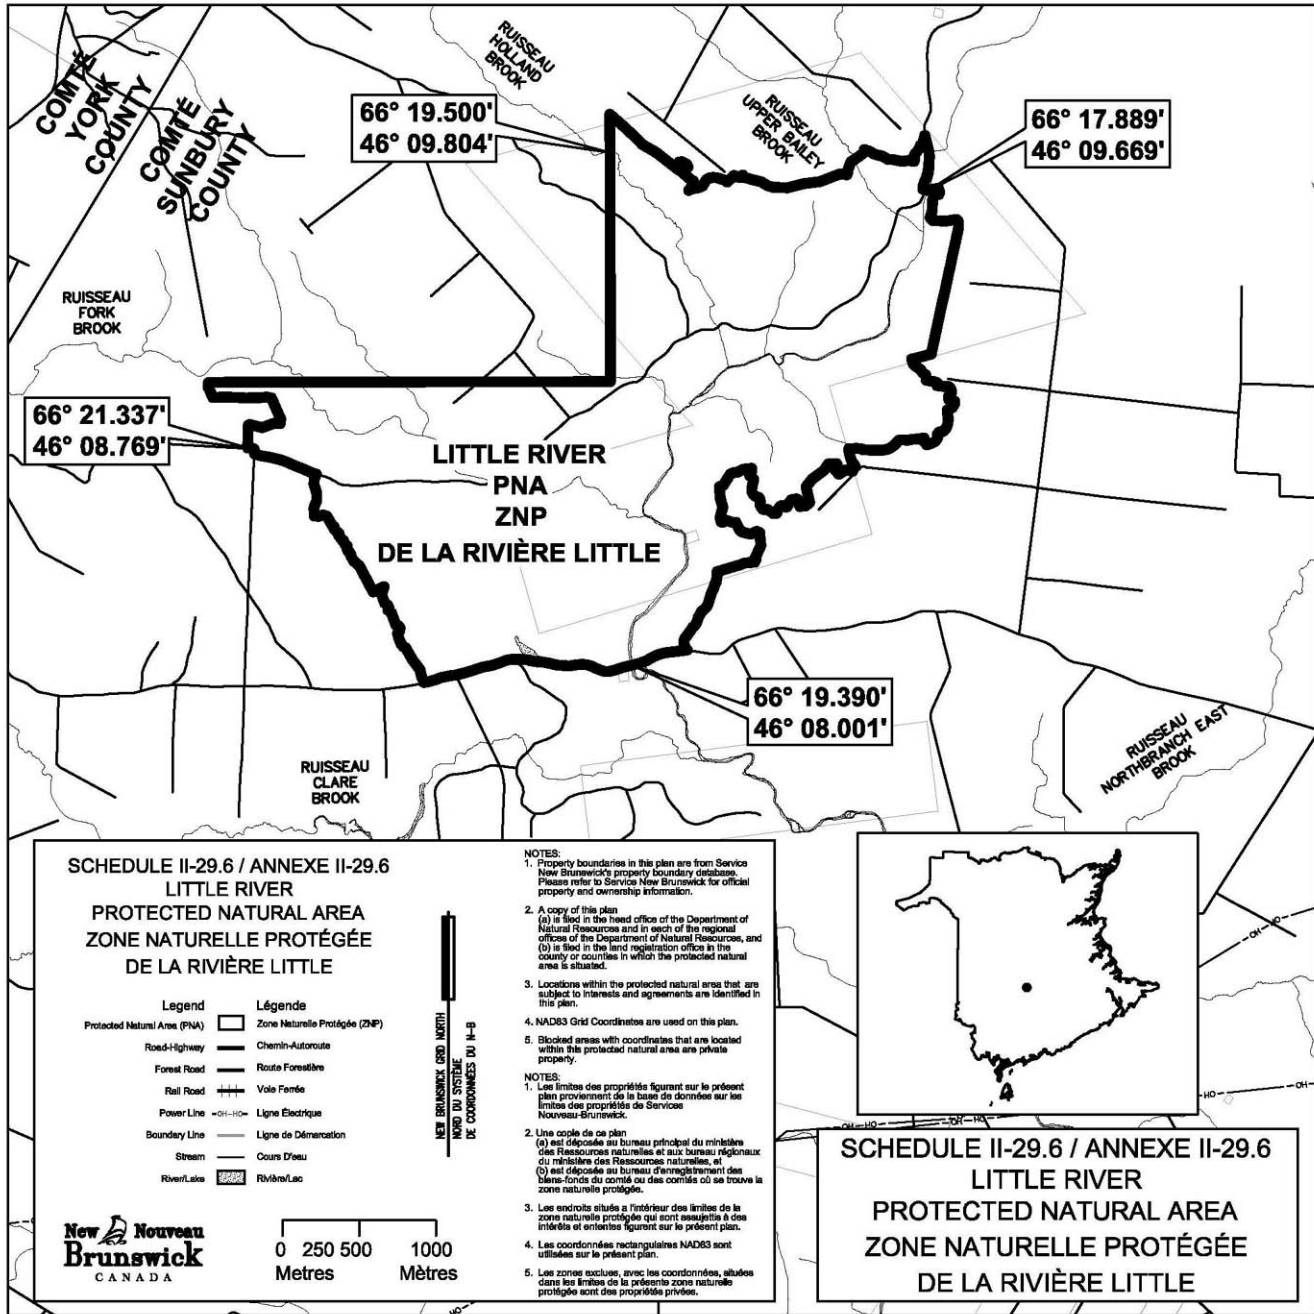 COMTÉ
YORK
COUNTY
COMTÉ
SUNBURY
COUNTY
RUISSEAU
HOLLAND
BROOK
66° 19.500'
46° 09.804'
RUISSEAU
UPPER BAILEY
BROOK
66° 17.889'
46° 09.669'
RUISSEAU
FORK
BROOK
66° 21.337'
46° 08.769'
LITTLE RIVER
PNA
ZNP
DE LA RIVIÈRE LITTLE
66° 19.390'
46° 08.001'
RUISSEAU
NORTHBRANCH EAST
BROOK
RUISSEAU
CLARE
BROOK
SCHEDULE II-29.6 / ANNEXE II-29.6
LITTLE RIVER
PROTECTED NATURAL AREA
ZONE NATURELLE PROTÉGÉE
DE LA RIVIÈRE LITTLE
Legend Légende
Protected Natural Area (PNA) Zone Naturelle Protégée (ZNP)
Road-Highway Chemin-Autoroute
Forest Road Route Forestière
Rail Road Voie Ferrée
Power Line -OH-HO- Ligne Électrique
Boundary Line Ligne de Démarcation
Stream Cours D'eau
River/Lake Rivière/Lac
NEW BRUNSWICK GRID NORTH
NORD DU SYSTÈME
DE COORDONNÉES DU N-B
New Nouveau
Brunswick
CANADA
0 250 500 1000
Metres Mètres
NOTES:
1. Property boundaries in this plan are from Service
New Brunswick's property boundary database.
Please refer to Service New Brunswick for official
property and ownership information.
2. A copy of this plan
(a) is filed in the head office of the Department of
Natural Resources and in each of the regional
offices of the Department of Natural Resources, and
(b) is filed in the land registration office in the
county or counties in which the protected natural
area is situated.
3. Locations within the protected natural area that are
subject to interests and agreements are identified in
this plan.
4. NAD83 Grid Coordinates are used on this plan.
5. Blocked areas with coordinates that are located
within this protected natural area are private
property.
NOTES:
1. Les limites des propriétés figurant sur le présent
plan proviennent de la base de données sur les
limites des propriétés de Services
Nouveau-Brunswick.
2. Une copie de ce plan
(a) est déposée au bureau principal du ministère
des Ressources naturelles et aux bureau régionaux
du ministère des Ressources naturelles, et
(b) est déposée au bureau d'enregistrement des
biens-fonds du comté ou des comtés où se trouve la
zone naturelle protégée.
3. Les endroits situés a l'intérieur des limites de la
zone naturelle protégée qui sont assujettis à des
intérêts et ententes figurent sur le présent plan.
4. Les coordonnées rectangulaires NAD83 sont
utilisées sur le présent plan.
5. Les zones exclues, avec les coordonnées, situées
dans les limites de la présente zone naturelle
protégée sont des propriétés privées.
OH
HO
OH
HO
HO
OH
HO
OH
HO
SCHEDULE II-29.6 / ANNEXE II-29.6
LITTLE RIVER
PROTECTED NATURAL AREA
ZONE NATURELLE PROTÉGÉE
DE LA RIVIÈRE LITTLE